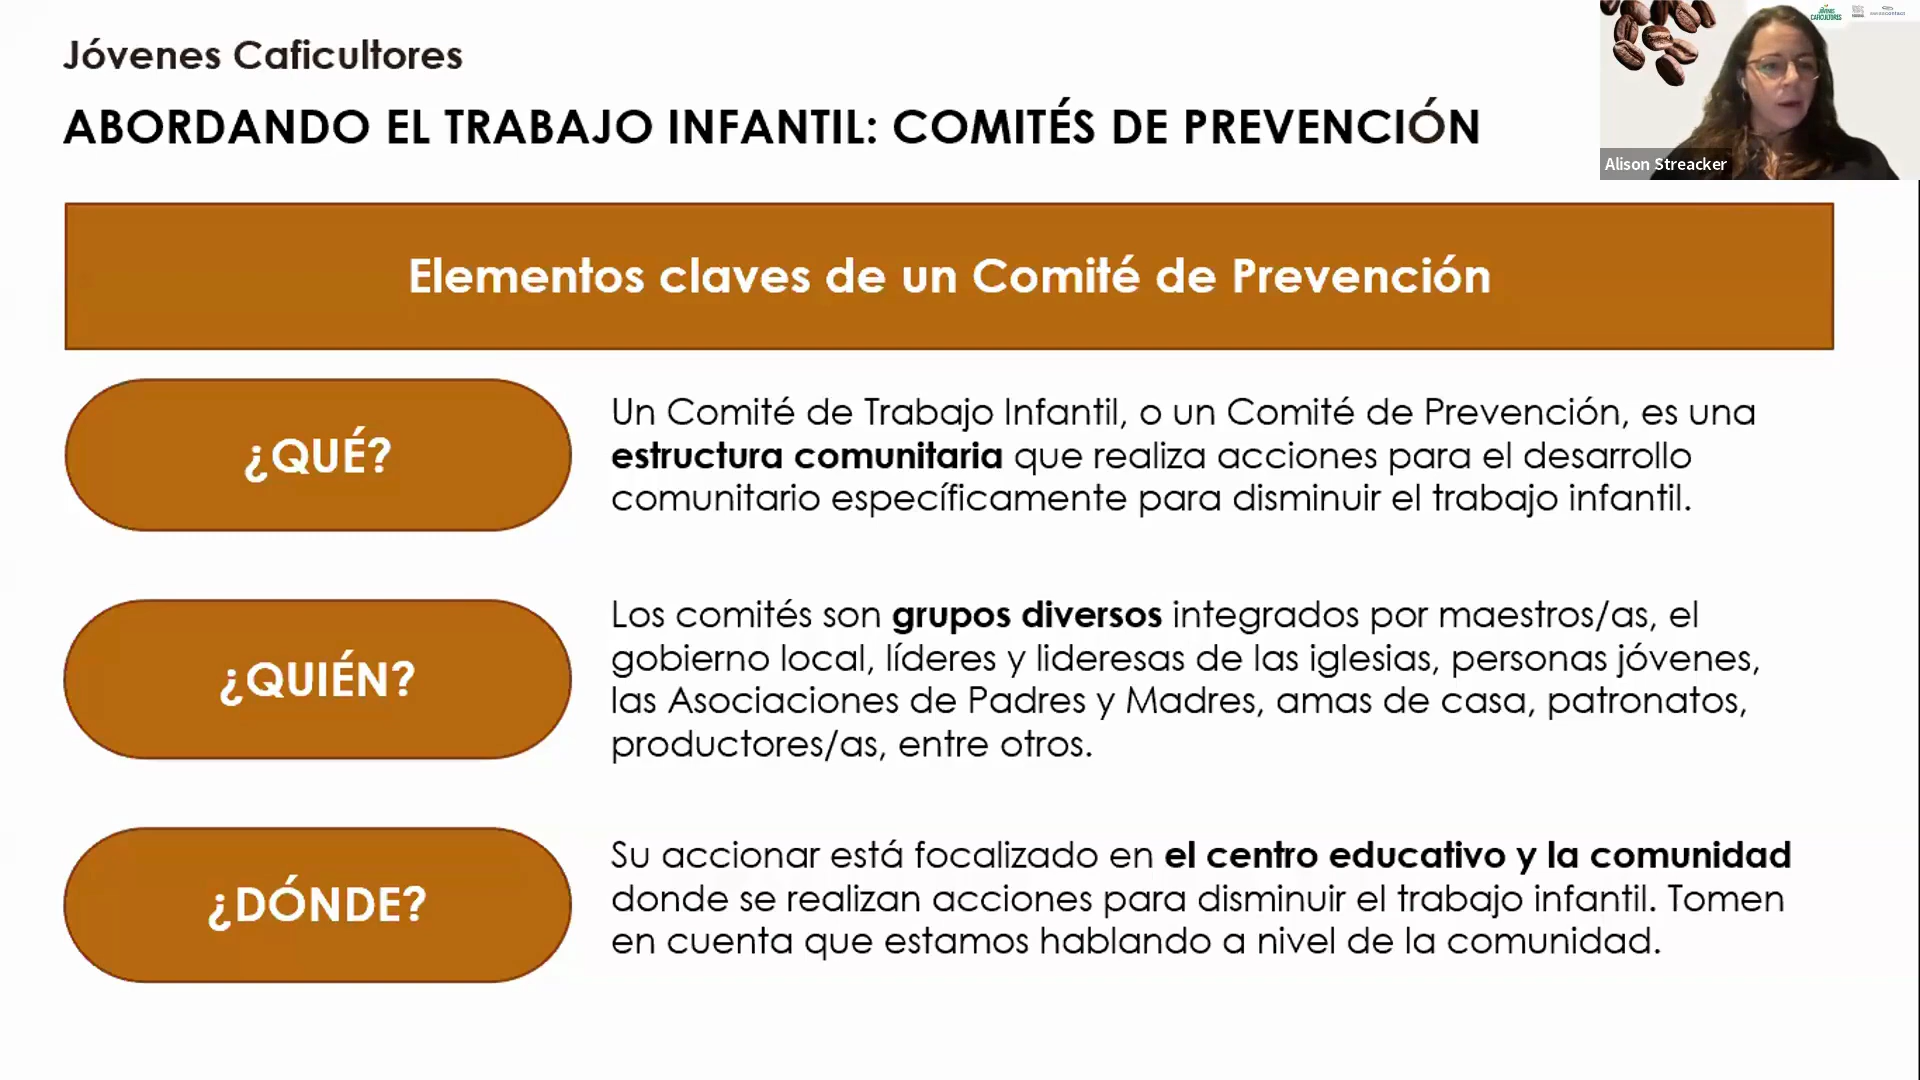 Jóvenes Caficultores
ABORDANDO EL TRABAJO INFANTIL: COMITÉS DE PREVENCIÓN
JÓVENES
CAFICULTORES
Alison Streacker
Elementos claves de un Comité de Prevención
¿QUÉ?
Un Comité de Trabajo Infantil, o un Comité de Prevención, es una
estructura comunitaria que realiza acciones para el desarrollo
comunitario específicamente para disminuir el trabajo infantil.
¿QUIÉN?
Los comités son grupos diversos integrados por maestros/as, el
gobierno local, líderes y lideresas de las iglesias, personas jóvenes,
las Asociaciones de Padres y Madres, amas de casa, patronatos,
productores/as, entre otros.
¿DÓNDE?
Su accionar está focalizado en el centro educativo y la comunidad
donde se realizan acciones para disminuir el trabajo infantil. Tomen
en cuenta que estamos hablando a nivel de la comunidad.